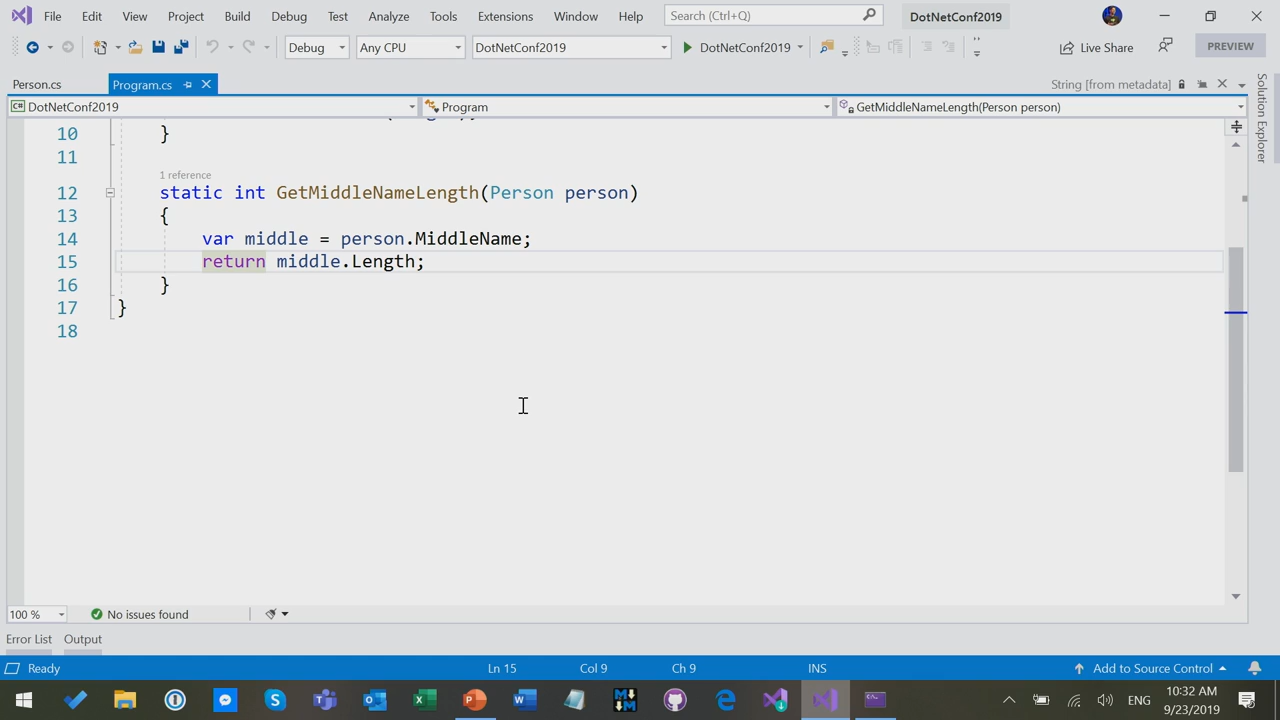 File Edit View Project Build Debug Test Analyze Tools Extensions Window Help Search (Ctrl+Q) DotNetConf2019
Debug Any CPU DotNetConf2019 DotNetConf2019 Live Share PREVIEW
Person.cs Program.cs String [from metadata]
C# DotNetConf2019 Program GetMiddleNameLength(Person person)
Solution Explorer
10 }
11
1 reference
12 static int GetMiddleNameLength(Person person)
13 {
14 var middle = person.MiddleName;
15 return middle.Length;
16 }
17 }
18
100 % No issues found
Error List Output
Ready Ln 15 Col 9 Ch 9 INS Add to Source Control
ENG 10:32 AM
9/23/2019